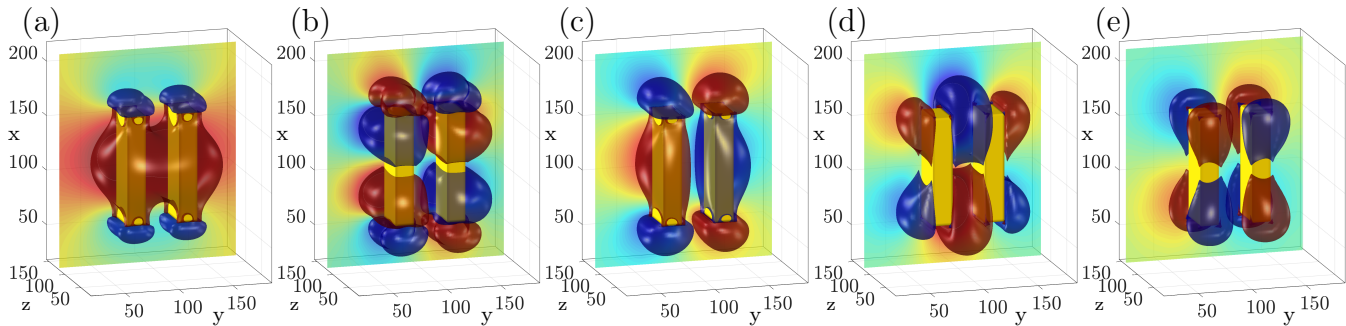 (a) (b) (c) (d) (e)
200 200 200 200 200
150 150 150 150 150
x x x x x
100 100 100 100 100
50 50 50 50 50
150 150 150 150 150
100 100 100 100 100
z 50 z 50 z 50 z 50 z 50
50 100 150 50 100 150 50 100 150 50 100 150 50 100 150
y y y y y